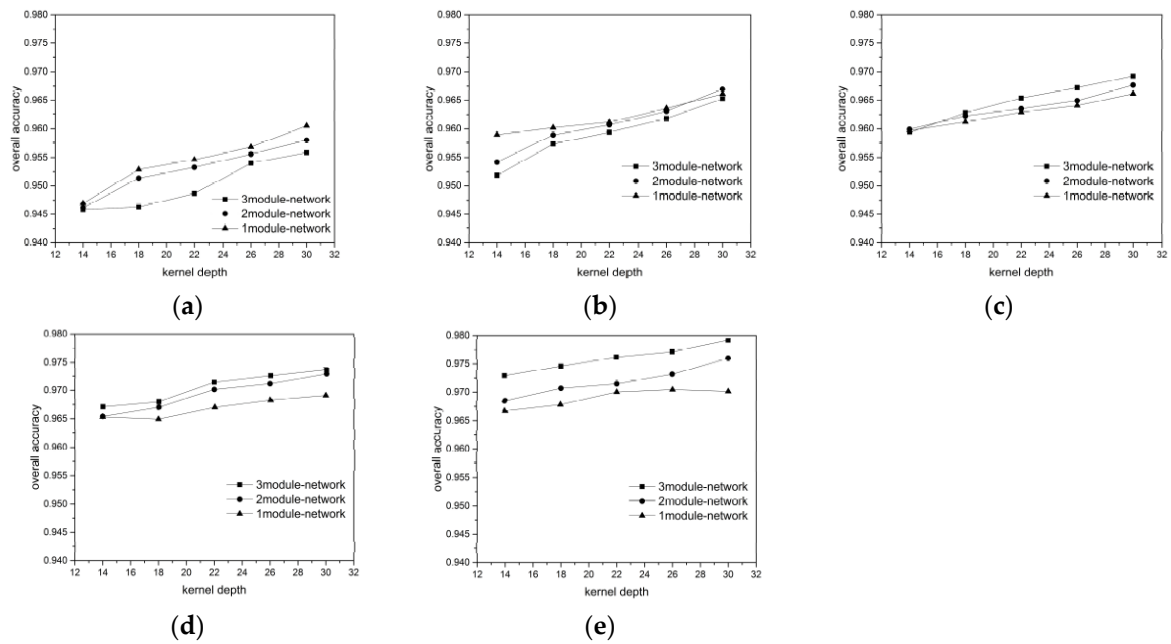 0.980
0.975
0.970
0.965
0.960
0.955
0.950
0.945
0.940
overall accuracy
3module-network
2module-network
1module-network
12 14 16 18 20 22 24 26 28 30 32
kernel depth
(a)
0.980
0.970
0.965
0.960
0.955
0.950
0.945
0.940
overall accuracy
3module-network
2module-network
1module-network
12 14 16 18 20 22 24 26 28 30 32
kernel depth
(b)
0.980
0.970
0.965
0.960
0.955
0.950
0.945
0.940
overall accuracy
3module-network
2module-network
1module-network
12 14 16 18 20 22 24 26 28 30 32
kernel depth
(c)
0.980
0.975
0.970
0.965
0.960
0.955
0.950
0.945
0.940
overall accuracy
3module-network
2module-network
1module-network
12 14 16 18 20 22 24 26 28 30 32
kernel depth
(d)
0.980
0.975
0.970
0.965
0.960
0.955
0.950
0.945
0.940
overall accuracy
3module-network
2module-network
1module-network
12 14 16 18 20 22 24 26 28 30 32
kernel depth
(e)